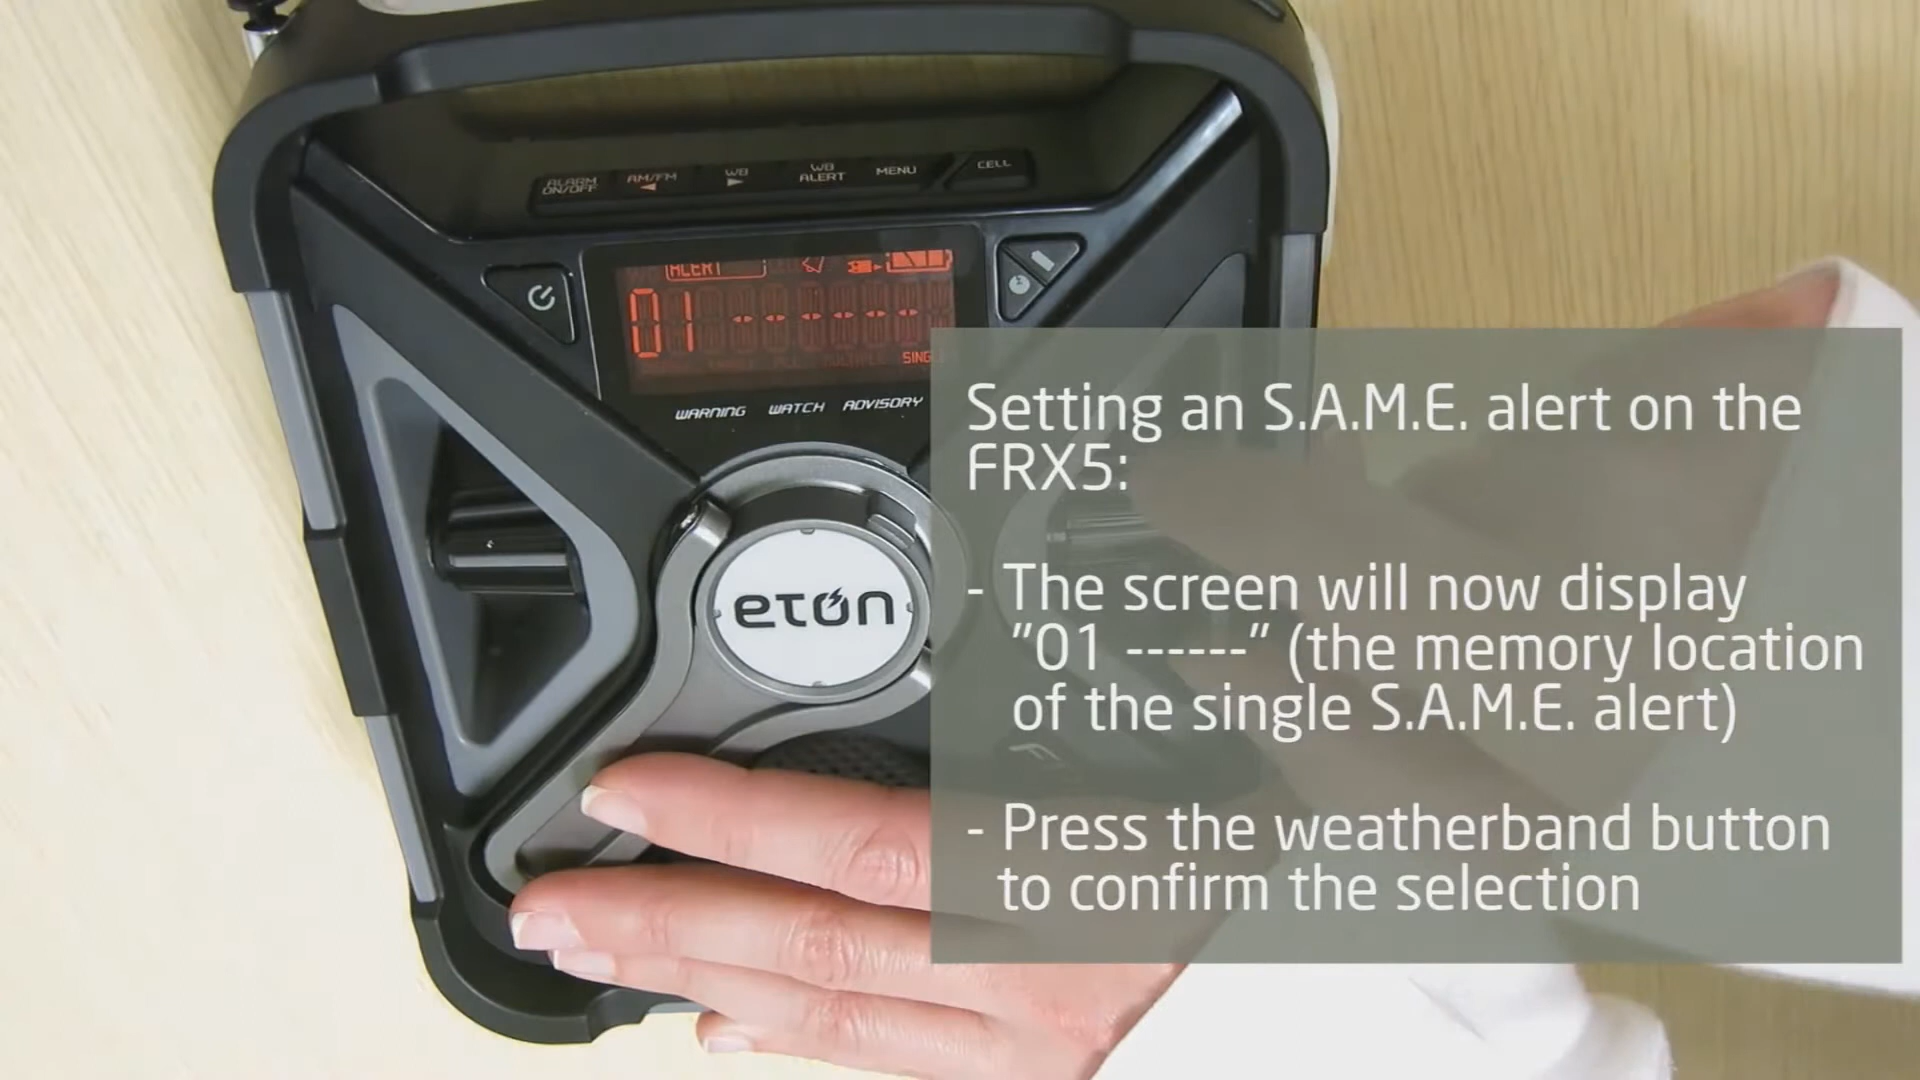 ALARM ON/OFF
AM/FM
WB
WB ALERT
MENU
CELL
ALERT
01 ------
SING
WARNING WATCH ADVISORY
etón
Setting an S.A.M.E. alert on the
FRX5:
- The screen will now display
"01 ------" (the memory location
of the single S.A.M.E. alert)
- Press the weatherband button
to confirm the selection